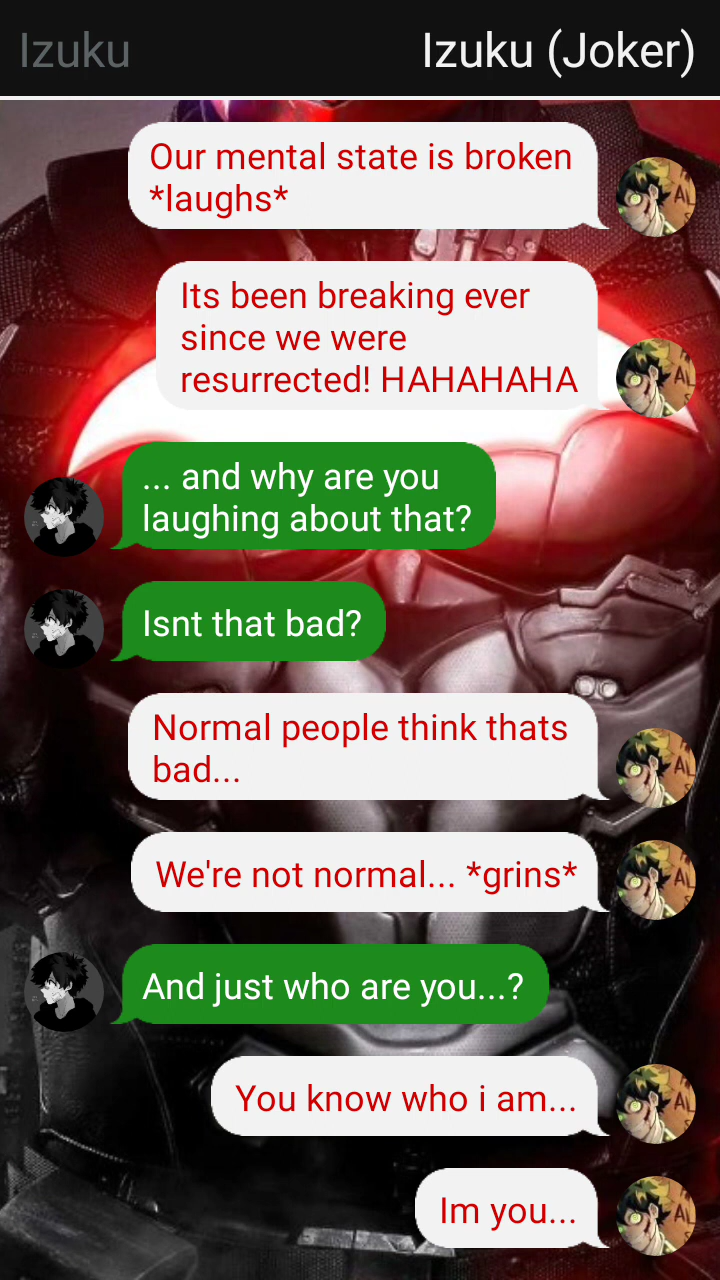 Izuku
Izuku (Joker)
Our mental state is broken
*laughs*
Its been breaking ever
since we were
resurrected! HAHAHAHA
... and why are you
laughing about that?
Isnt that bad?
Normal people think thats
bad...
We're not normal... *grins*
And just who are you...?
You know who i am...
Im you...